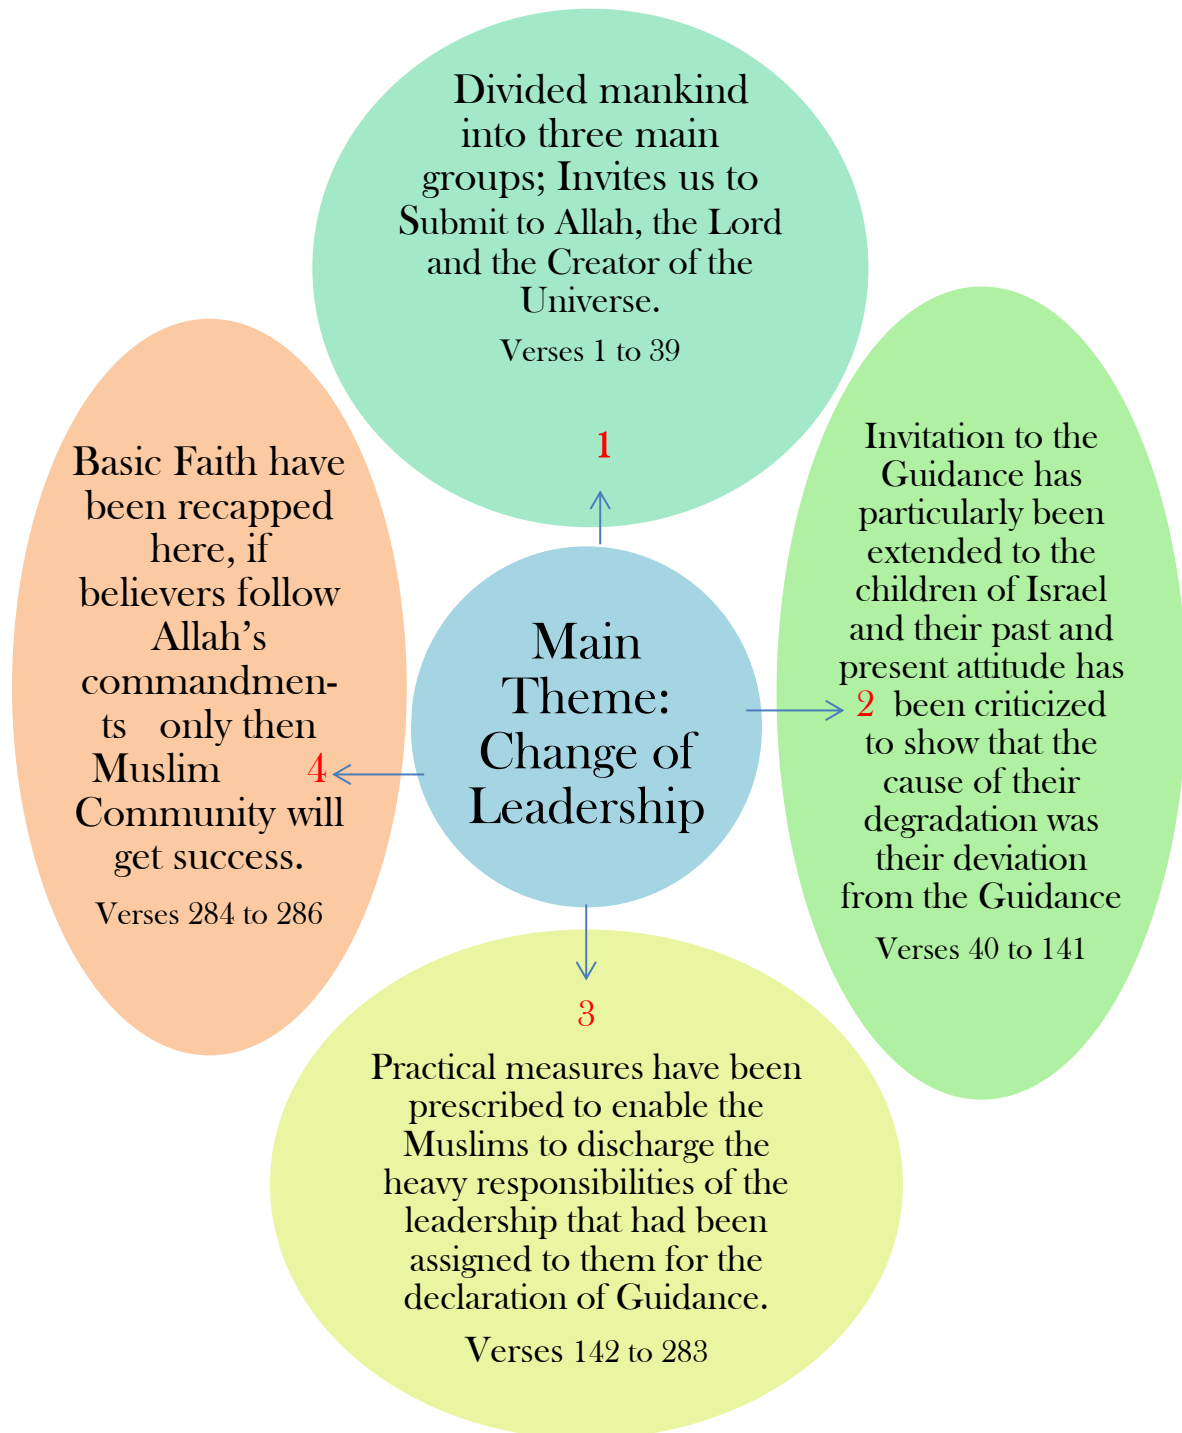 Divided mankind
into three main
groups; Invites us to
Submit to Allah, the Lord
and the Creator of the
Universe.
Verses 1 to 39
1
Invitation to the
Guidance has
particularly been
extended to the
children of Israel
and their past and
present attitude has
2 been criticized
to show that the
cause of their
degradation was
their deviation
from the Guidance
Verses 40 to 141
Main
Theme:
Change of
Leadership
3
Practical measures have been
prescribed to enable the
Muslims to discharge the
heavy responsibilities of the
leadership that had been
assigned to them for the
declaration of Guidance.
Verses 142 to 283
Basic Faith have
been recapped
here, if
believers follow
Allah’s
commandmen-
ts only then
Muslim 4
Community will
get success.
Verses 284 to 286